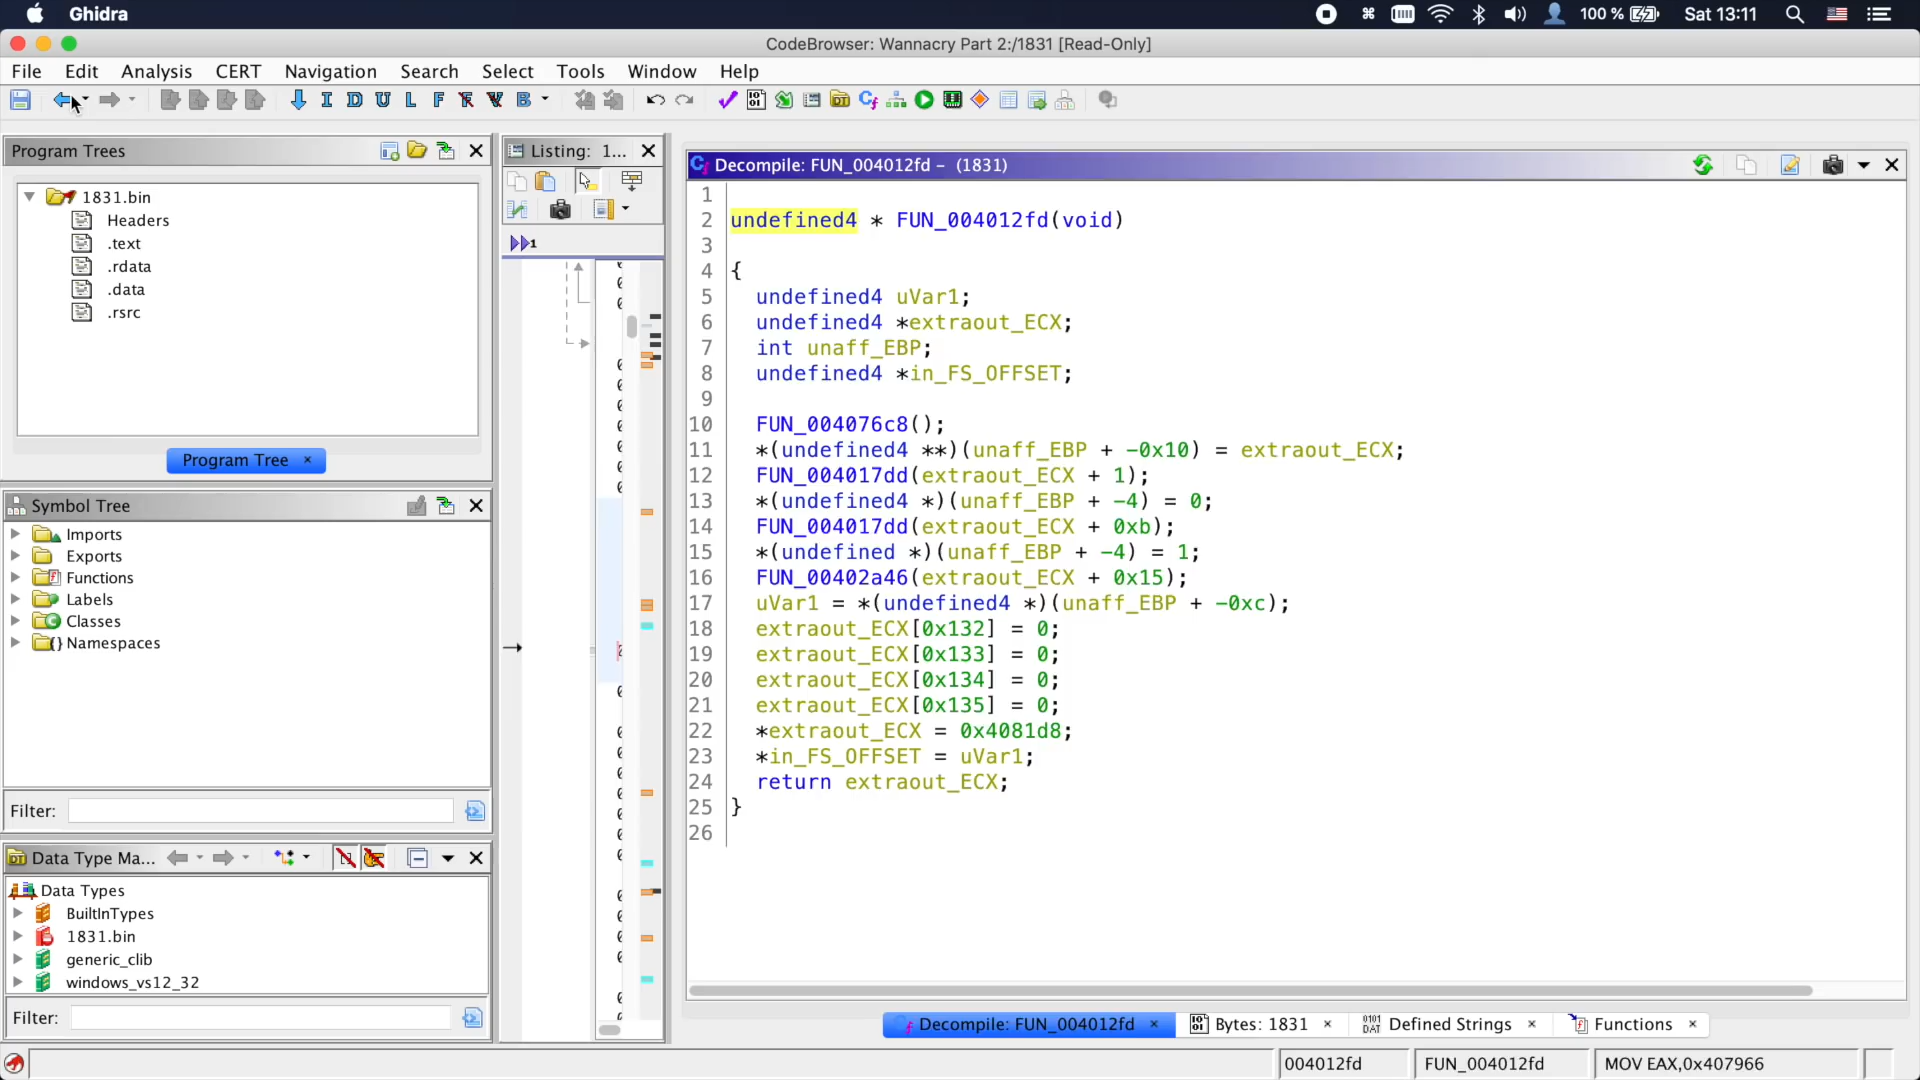 Ghidra
100 %
Sat 13:11
CodeBrowser: Wannacry Part 2:/1831 [Read-Only]
File Edit Analysis CERT Navigation Search Select Tools Window Help
I D U L F B
Program Trees
1831.bin
Headers
.text
.rdata
.data
.rsrc
Program Tree ×
Symbol Tree
Imports
Exports
Functions
Labels
Classes
Namespaces
Filter:
Data Type Ma...
Data Types
BuiltInTypes
1831.bin
generic_clib
windows_vs12_32
Filter:
Listing: 1...
1
Decompile: FUN_004012fd – (1831)
1
2 undefined4 * FUN_004012fd(void)
3
4 {
5 undefined4 uVar1;
6 undefined4 *extraout_ECX;
7 int unaff_EBP;
8 undefined4 *in_FS_OFFSET;
9
10 FUN_004076c8();
11 *(undefined4 **)(unaff_EBP + -0x10) = extraout_ECX;
12 FUN_004017dd(extraout_ECX + 1);
13 *(undefined4 *)(unaff_EBP + -4) = 0;
14 FUN_004017dd(extraout_ECX + 0xb);
15 *(undefined *)(unaff_EBP + -4) = 1;
16 FUN_00402a46(extraout_ECX + 0x15);
17 uVar1 = *(undefined4 *)(unaff_EBP + -0xc);
18 extraout_ECX[0x132] = 0;
19 extraout_ECX[0x133] = 0;
20 extraout_ECX[0x134] = 0;
21 extraout_ECX[0x135] = 0;
22 *extraout_ECX = 0x4081d8;
23 *in_FS_OFFSET = uVar1;
24 return extraout_ECX;
25 }
26
Decompile: FUN_004012fd × Bytes: 1831 × Defined Strings × Functions ×
004012fd FUN_004012fd MOV EAX,0x407966